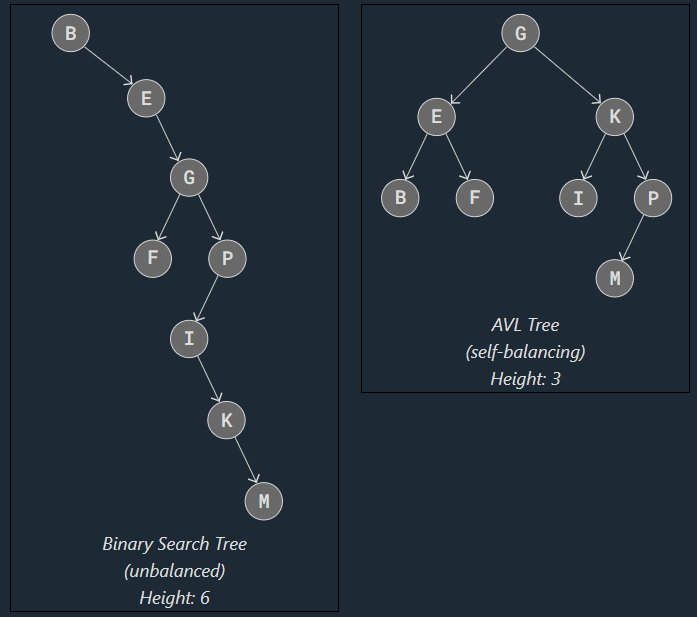 B
E
G
F P
I
K
M
Binary Search Tree
(unbalanced)
Height: 6
G
E K
B F I P
M
AVL Tree
(self-balancing)
Height: 3